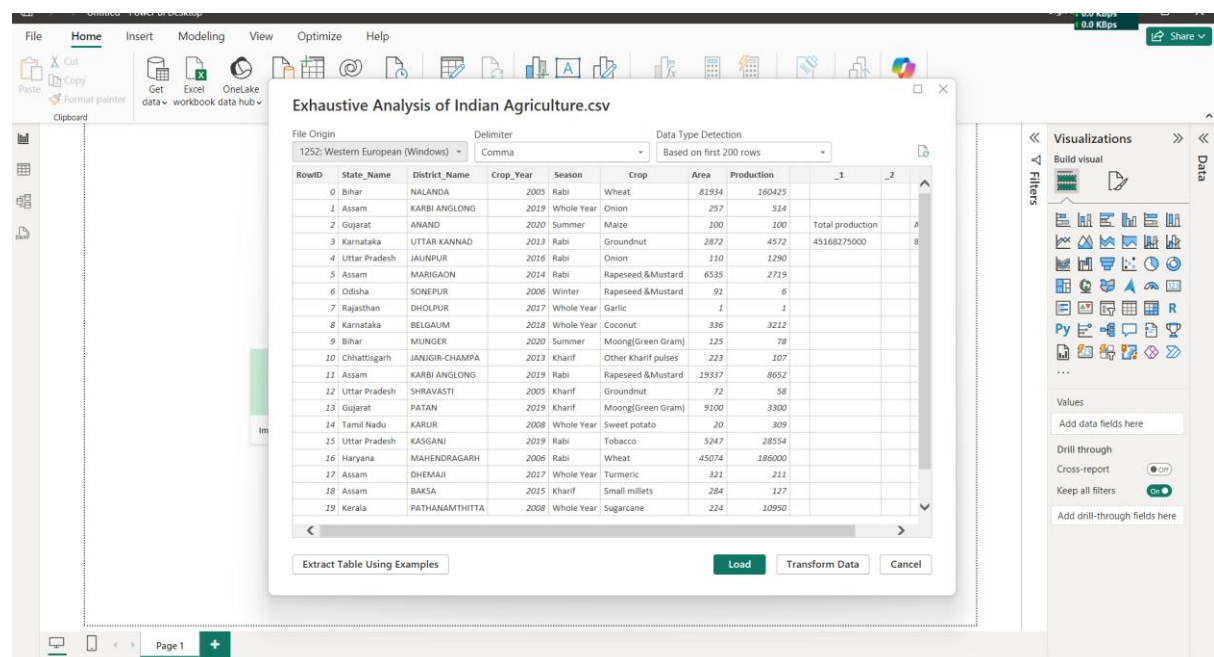 Untitled - Power BI Desktop
0.0 KBps
0.0 KBps
File Home Insert Modeling View Optimize Help
Share
Paste
Cut
Copy
Format painter
Get data
Excel workbook
OneLake data hub
Clipboard
Exhaustive Analysis of Indian Agriculture.csv
File Origin Delimiter Data Type Detection
1252: Western European (Windows) Comma Based on first 200 rows
RowID State_Name District_Name Crop_Year Season Crop Area Production _1 _2
0 Bihar NALANDA 2005 Rabi Wheat 81934 160425
1 Assam KARBI ANGLONG 2019 Whole Year Onion 257 514
2 Gujarat ANAND 2020 Summer Maize 100 100 Total production A
3 Karnataka UTTAR KANNAD 2013 Rabi Groundnut 2872 4572 45168275000 8
4 Uttar Pradesh JAUNPUR 2016 Rabi Onion 110 1290
5 Assam MARIGAON 2014 Rabi Rapeseed &Mustard 6535 2719
6 Odisha SONEPUR 2006 Winter Rapeseed &Mustard 91 6
7 Rajasthan DHOLPUR 2017 Whole Year Garlic 1 1
8 Karnataka BELGAUM 2018 Whole Year Coconut 336 3212
9 Bihar MUNGER 2020 Summer Moong(Green Gram) 125 78
10 Chhattisgarh JANJGIR-CHAMPA 2013 Kharif Other Kharif pulses 223 107
11 Assam KARBI ANGLONG 2019 Rabi Rapeseed &Mustard 19337 8652
12 Uttar Pradesh SHRAVASTI 2005 Kharif Groundnut 72 58
13 Gujarat PATAN 2019 Kharif Moong(Green Gram) 9100 3300
14 Tamil Nadu KARUR 2008 Whole Year Sweet potato 20 309
15 Uttar Pradesh KASGANJ 2019 Rabi Tobacco 5247 28554
16 Haryana MAHENDRAGARH 2006 Rabi Wheat 45074 186000
17 Assam DHEMAJI 2017 Whole Year Turmeric 321 211
18 Assam BAKSA 2015 Kharif Small millets 284 127
19 Kerala PATHANAMTHITTA 2008 Whole Year Sugarcane 224 10950
Extract Table Using Examples Load Transform Data Cancel
Im
Filters
Visualizations
Build visual
R
Py
...
Values
Add data fields here
Drill through
Cross-report Off
Keep all filters On
Add drill-through fields here
Data
Page 1 +